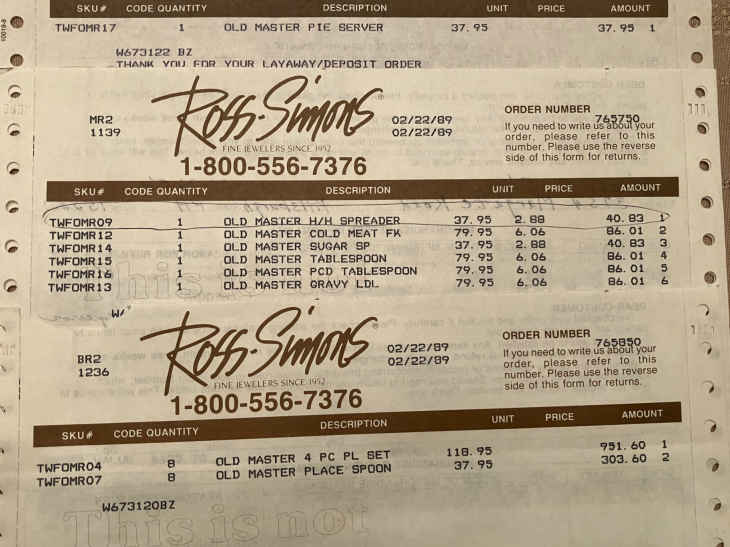 SKU# CODE QUANTITY DESCRIPTION UNIT PRICE AMOUNT
TWFOMR17 1 OLD MASTER PIE SERVER 37.95 37.95 1
W673122 BZ
THANK YOU FOR YOUR LAYAWAY/DEPOSIT ORDER
Ross-Simons®
FINE JEWELERS SINCE 1952
1-800-556-7376
MR2 02/22/89
1139 02/22/89
ORDER NUMBER
765750
If you need to write us about your
order, please refer to this
number. Please use the reverse
side of this form for returns.
SKU# CODE QUANTITY DESCRIPTION UNIT PRICE AMOUNT
TWFOMR09 1 OLD MASTER H/H SPREADER 37.95 2.88 40.83 1
TWFOMR12 1 OLD MASTER COLD MEAT FK 79.95 6.06 86.01 2
TWFOMR14 1 OLD MASTER SUGAR SP 37.95 2.88 40.83 3
TWFOMR15 1 OLD MASTER TABLESPOON 79.95 6.06 86.01 4
TWFOMR16 1 OLD MASTER PCD TABLESPOON 79.95 6.06 86.01 5
TWFOMR13 1 OLD MASTER GRAVY LDL 79.95 6.06 86.01 6
Ross-Simons®
FINE JEWELERS SINCE 1952
1-800-556-7376
BR2 02/22/89
1236 02/22/89
ORDER NUMBER
765850
If you need to write us about your
order, please refer to this
number. Please use the reverse
side of this form for returns.
SKU# CODE QUANTITY DESCRIPTION UNIT PRICE AMOUNT
TWFOMR04 8 OLD MASTER 4 PC PL SET 118.95 951.60 1
TWFOMR07 8 OLD MASTER PLACE SPOON 37.95 303.60 2
W673120BZ
This is not